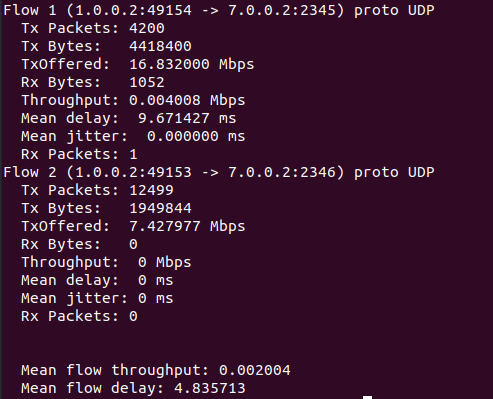 Flow 1 (1.0.0.2:49154 -> 7.0.0.2:2345) proto UDP
  Tx Packets: 4200
  Tx Bytes:   4418400
  TxOffered:  16.832000 Mbps
  Rx Bytes:   1052
  Throughput: 0.004008 Mbps
  Mean delay:  9.671427 ms
  Mean jitter:  0.000000 ms
  Rx Packets: 1
Flow 2 (1.0.0.2:49153 -> 7.0.0.2:2346) proto UDP
  Tx Packets: 12499
  Tx Bytes:   1949844
  TxOffered:  7.427977 Mbps
  Rx Bytes:   0
  Throughput:  0 Mbps
  Mean delay:  0 ms
  Mean jitter: 0 ms
  Rx Packets: 0
  Mean flow throughput: 0.002004
  Mean flow delay: 4.835713